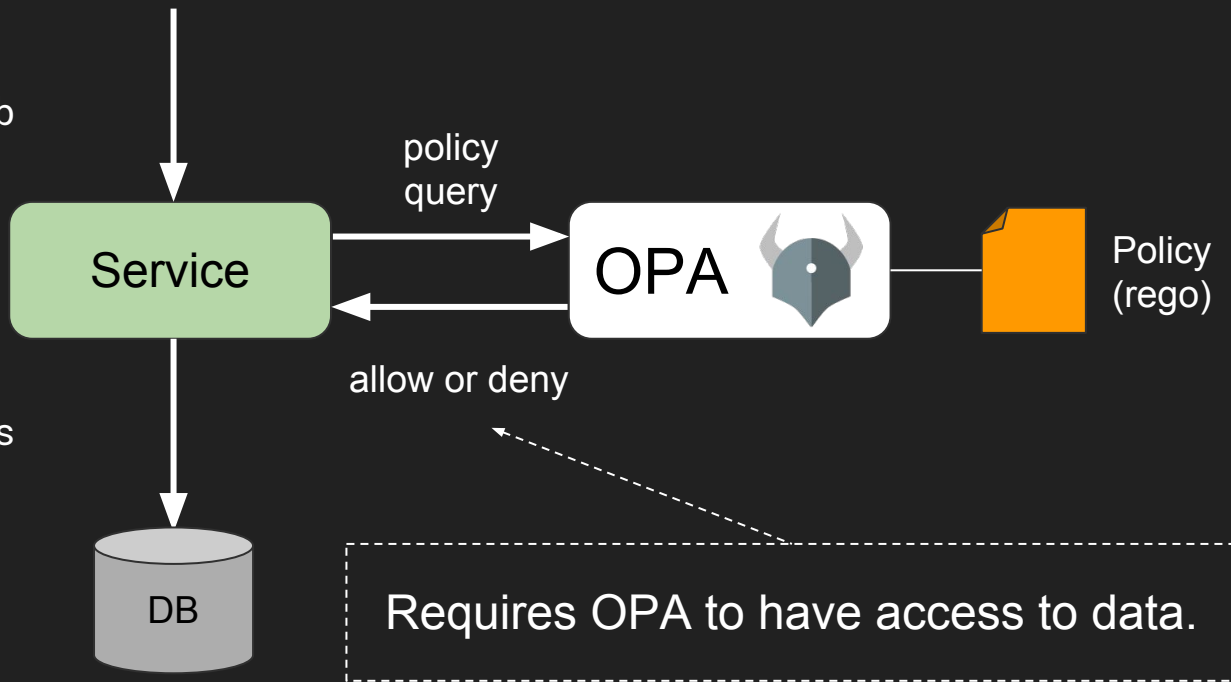 policy
query
Service
OPA
Policy
(rego)
allow or deny
DB
Requires OPA to have access to data.